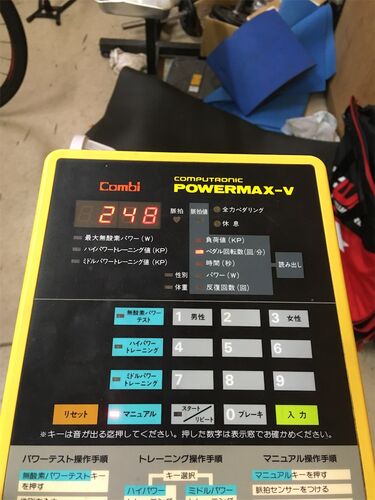 COMPUTRONIC
Combi POWERMAX-V
248
脈拍
脈拍値
全力ペダリング
休息
最大無酸素パワー(W)
ハイパワートレーニング値(KP)
ミドルパワートレーニング値(KP)
性別
体重
負荷値(KP)
ペダル回転数(回/分)
時間(秒)
パワー(W)
反復回数(回)
読み出し
無酸素パワー
テスト
1 男性
2
3 女性
ハイパワー
トレーニング
4
5
6
ミドルパワー
トレーニング
7
8
9
リセット
マニュアル
スタート/
リピート
0 ブレーキ
入力
※キーは音が出る迄押してください。押した数字は表示窓でお確かめください。
パワーテスト操作手順
無酸素パワーテストキー
を押す
トレーニング操作手順
キー選択
ハイパワー
ミドルパワー
マニュアル操作手順
マニュアルキーを押す
脈拍センサーをつける